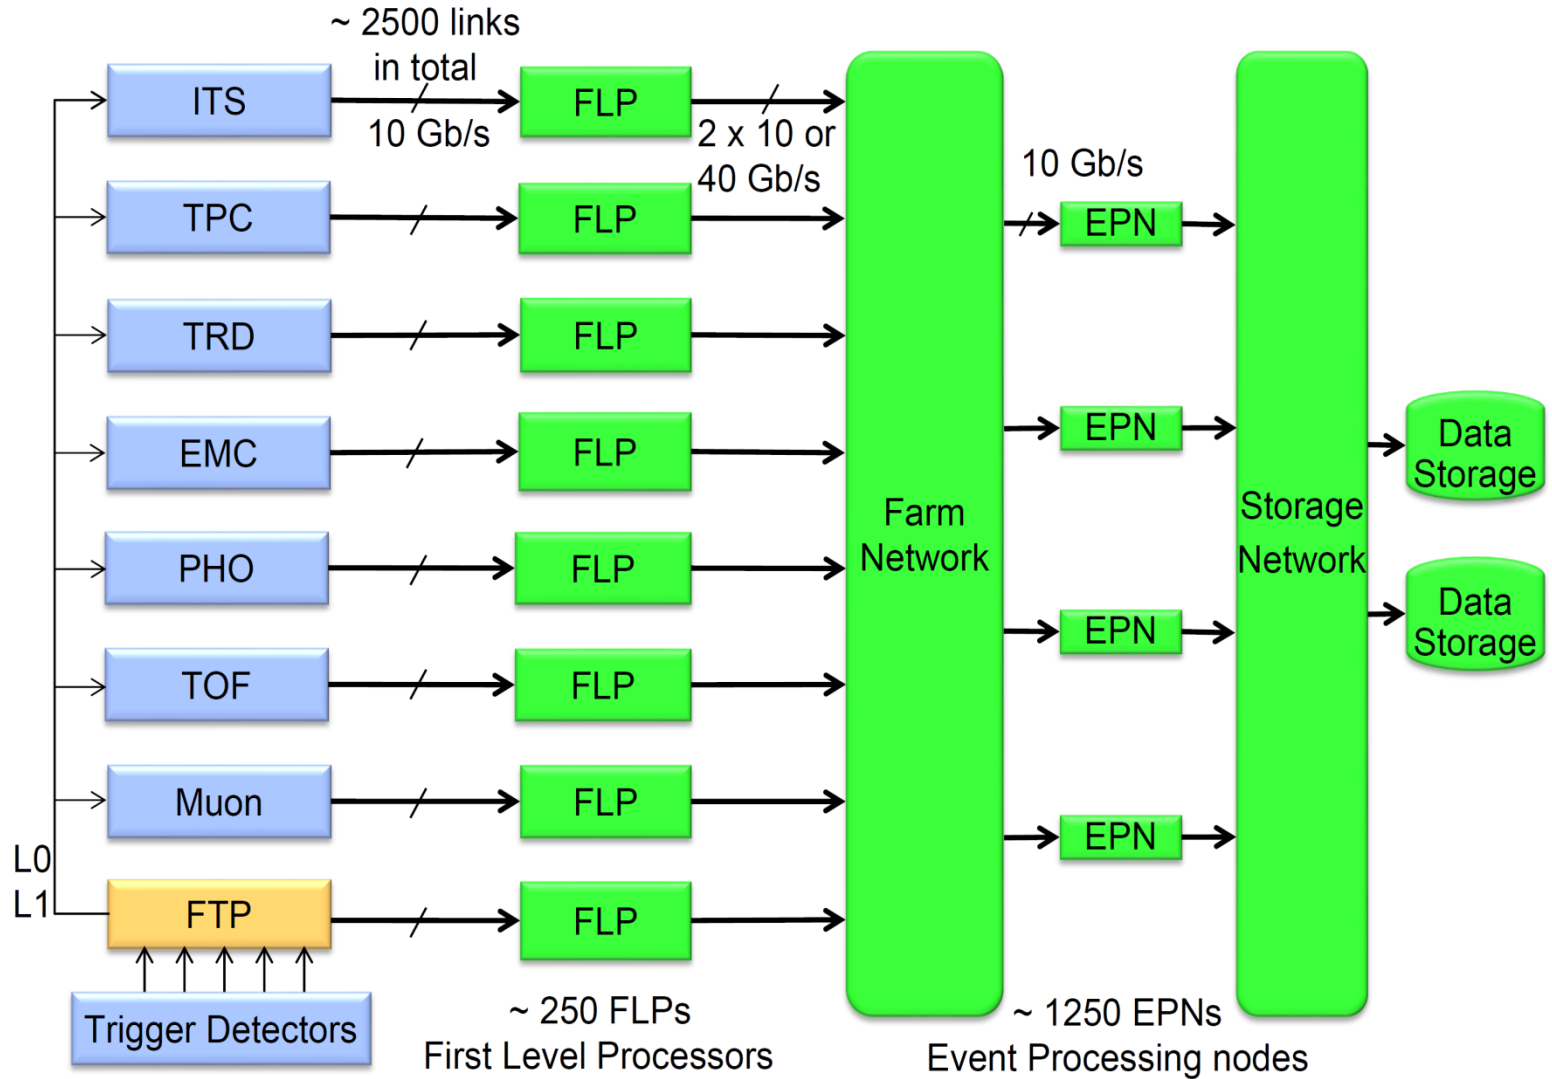 ~ 2500 links
in total
10 Gb/s
ITS
FLP
2 x 10 or
40 Gb/s
TPC
FLP
TRD
FLP
EMC
FLP
PHO
FLP
TOF
FLP
Muon
FLP
L0
L1
FTP
FLP
Trigger Detectors
~ 250 FLPs
First Level Processors
Farm
Network
10 Gb/s
EPN
EPN
EPN
EPN
~ 1250 EPNs
Event Processing nodes
Storage
Network
Data
Storage
Data
Storage